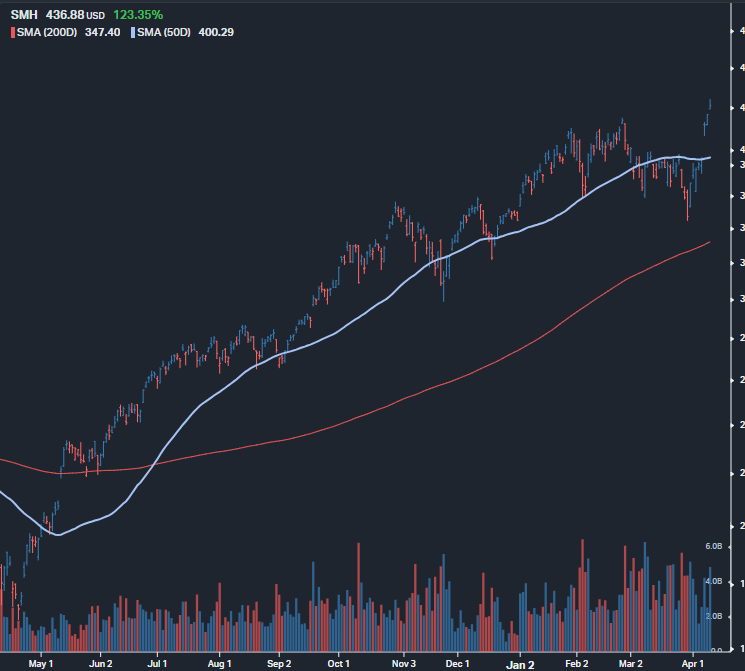 SMH 436.88 USD 123.35%
SMA (200D) 347.40 SMA (50D) 400.29
6.0B
4.0B
2.0B
0.0
May 1 Jun 2 Jul 1 Aug 1 Sep 2 Oct 1 Nov 3 Dec 1 Jan 2 Feb 2 Mar 2 Apr 1